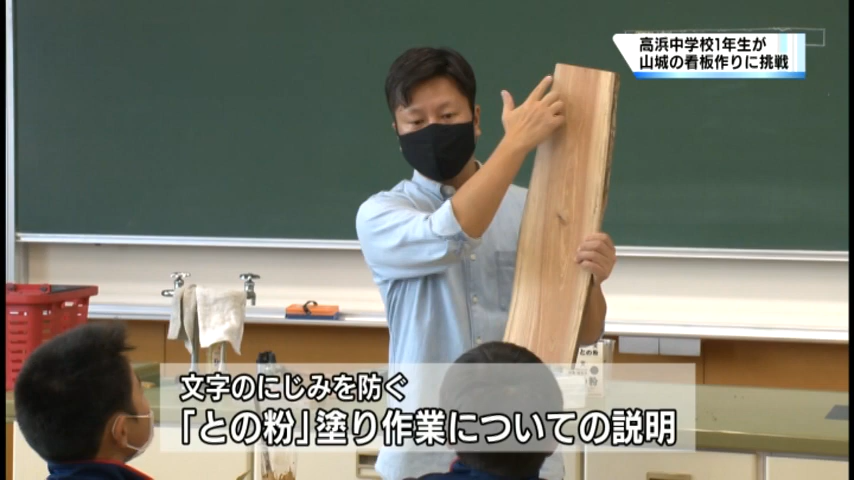 高浜中学校1年生が
山城の看板作りに挑戦
文字のにじみを防ぐ
「との粉」塗り作業についての説明